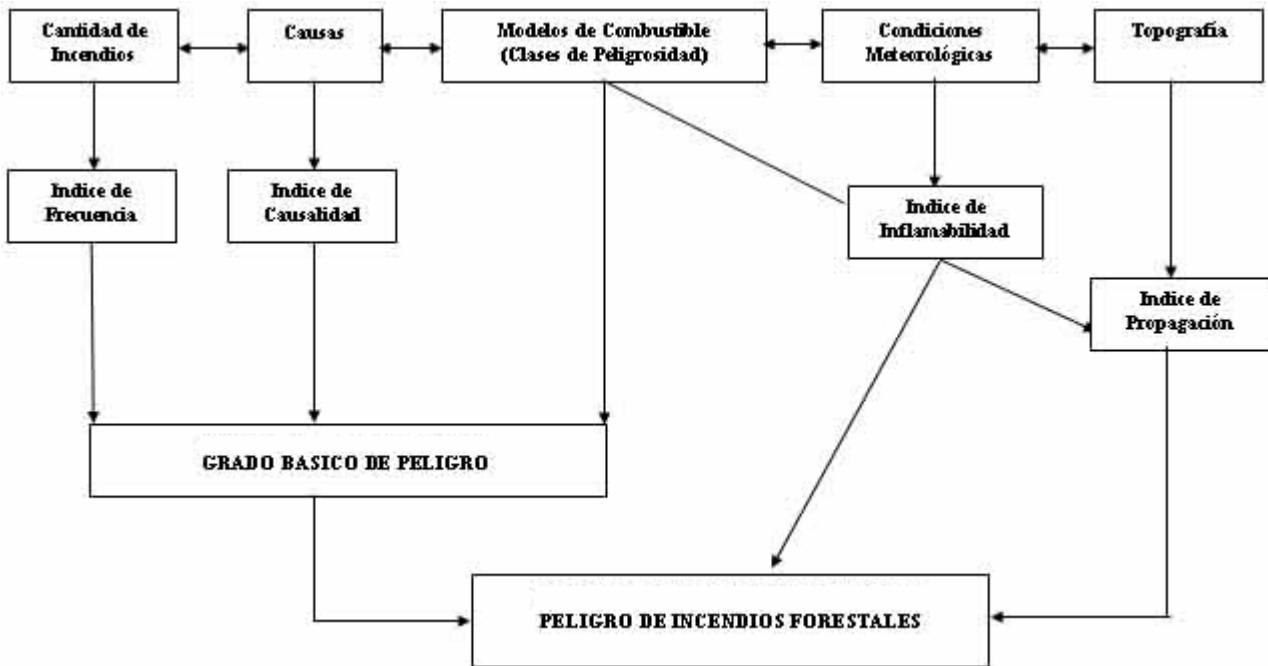 Cantidad de
Incendios
Causas
Modelos de Combustible
(Clases de Peligrosidad)
Condiciones
Meteorológicas
Topografía
Indice de
Frecuencia
Indice de
Causalidad
Indice de
Inflamabilidad
Indice de
Propagación
GRADO BASICO DE PELIGRO
PELIGRO DE INCENDIOS FORESTALES